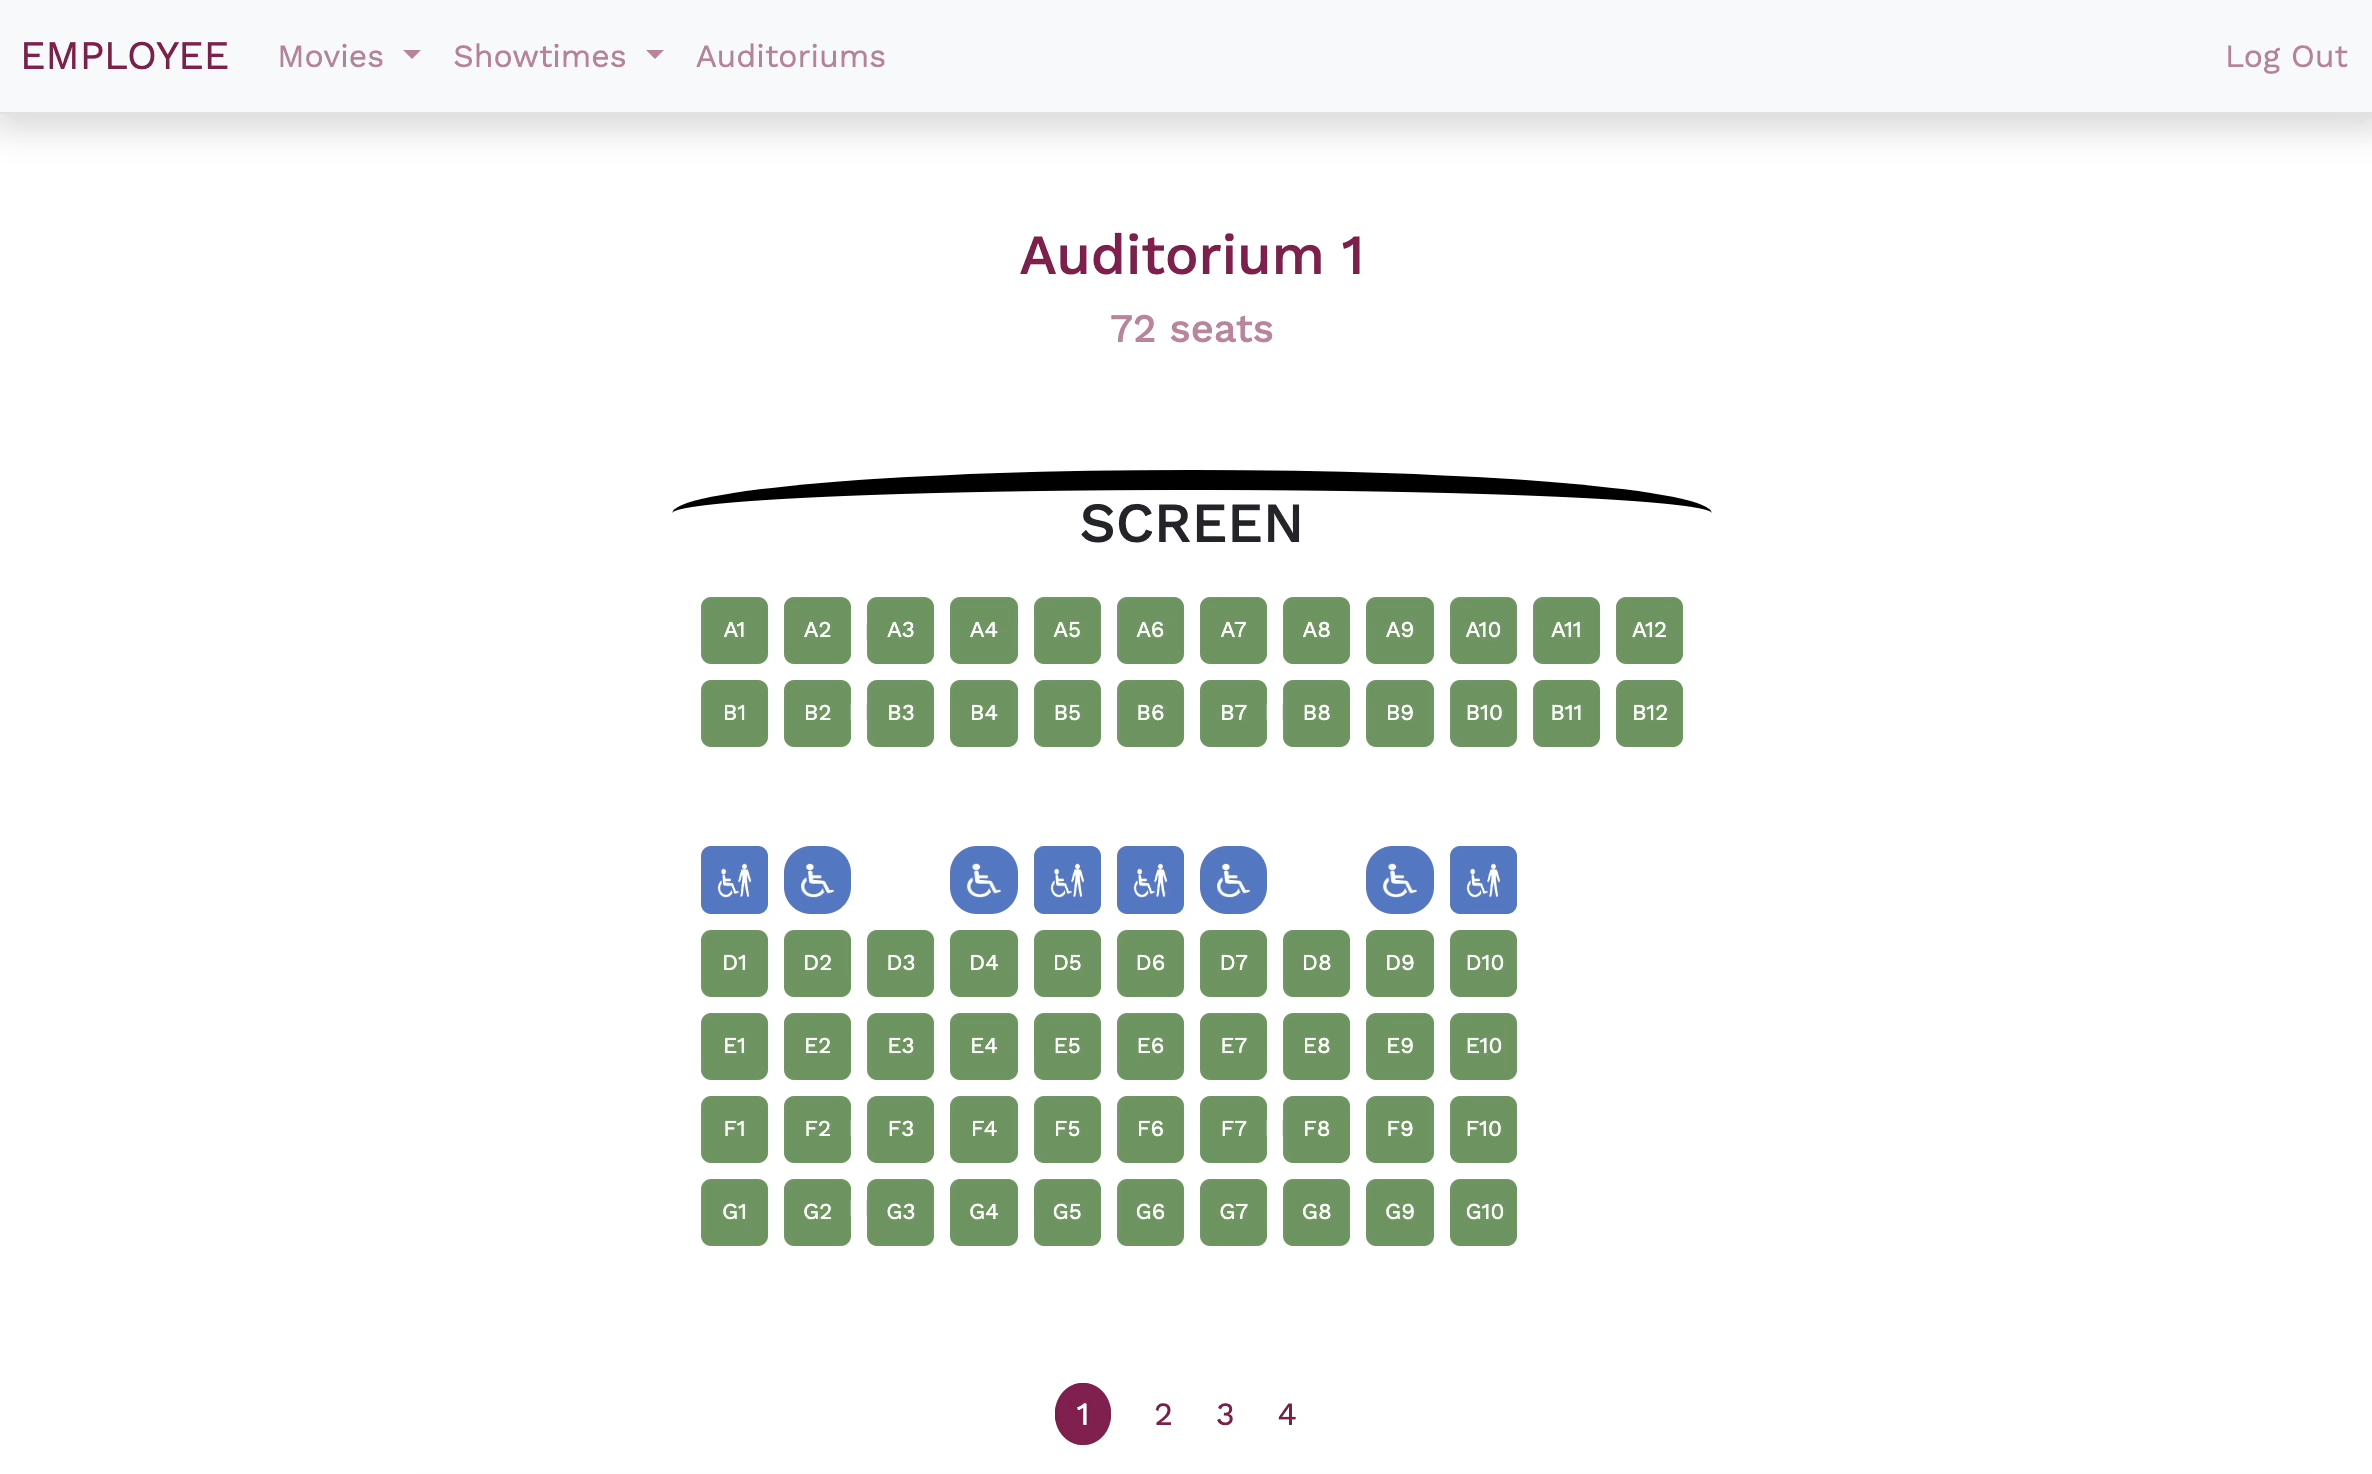 EMPLOYEE Movies Showtimes Auditoriums Log Out
Auditorium 1
72 seats
SCREEN
A1 A2 A3 A4 A5 A6 A7 A8 A9 A10 A11 A12
B1 B2 B3 B4 B5 B6 B7 B8 B9 B10 B11 B12
D1 D2 D3 D4 D5 D6 D7 D8 D9 D10
E1 E2 E3 E4 E5 E6 E7 E8 E9 E10
F1 F2 F3 F4 F5 F6 F7 F8 F9 F10
G1 G2 G3 G4 G5 G6 G7 G8 G9 G10
1 2 3 4